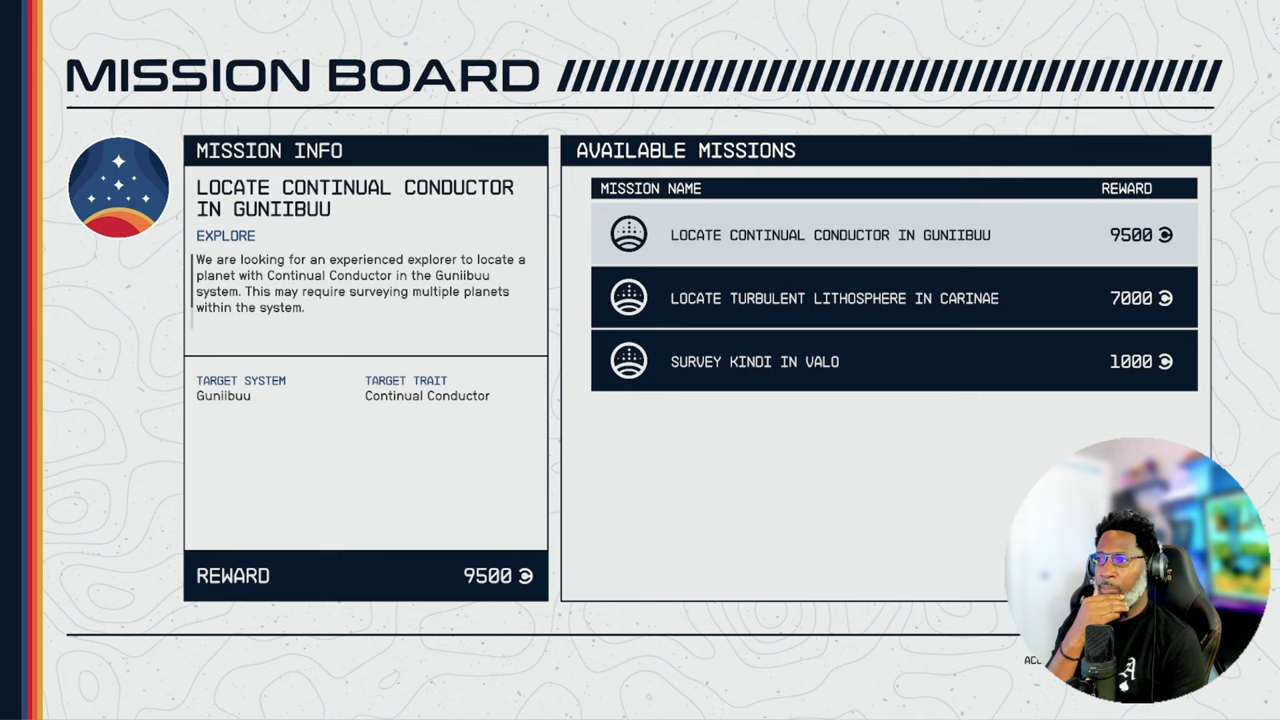 MISSION BOARD
MISSION INFO
LOCATE CONTINUAL CONDUCTOR
IN GUNIIBUU
EXPLORE
We are looking for an experienced explorer to locate a
planet with Continual Conductor in the Guniibuu
system. This may require surveying multiple planets
within the system.
TARGET SYSTEM
Guniibuu
TARGET TRAIT
Continual Conductor
REWARD 9500
AVAILABLE MISSIONS
MISSION NAME REWARD
LOCATE CONTINUAL CONDUCTOR IN GUNIIBUU 9500
LOCATE TURBULENT LITHOSPHERE IN CARINAE 7000
SURVEY KINDI IN VALO 1000
A